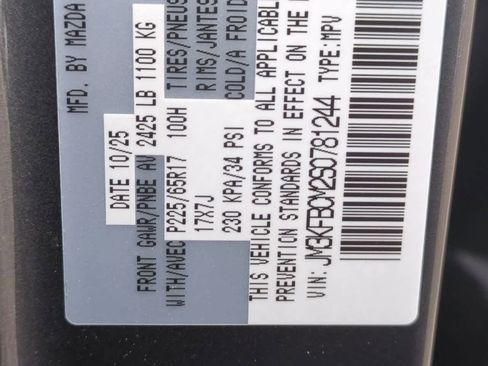 MFD. BY MAZDA
DATE 10/25
FRONT GAWR/PNBE AV 2425 LB 1100 KG
WITH/AVEC P225/65R17 100H TIRES/PNEUS
17X7J RIMS/JANTES
230 KPA/34 PSI COLD/A FROID
THIS VEHICLE CONFORMS TO ALL APPLICABLE
PREVENTION STANDARDS IN EFFECT ON THE
VIN: JM3KFBCM2S0781244 TYPE:MPV